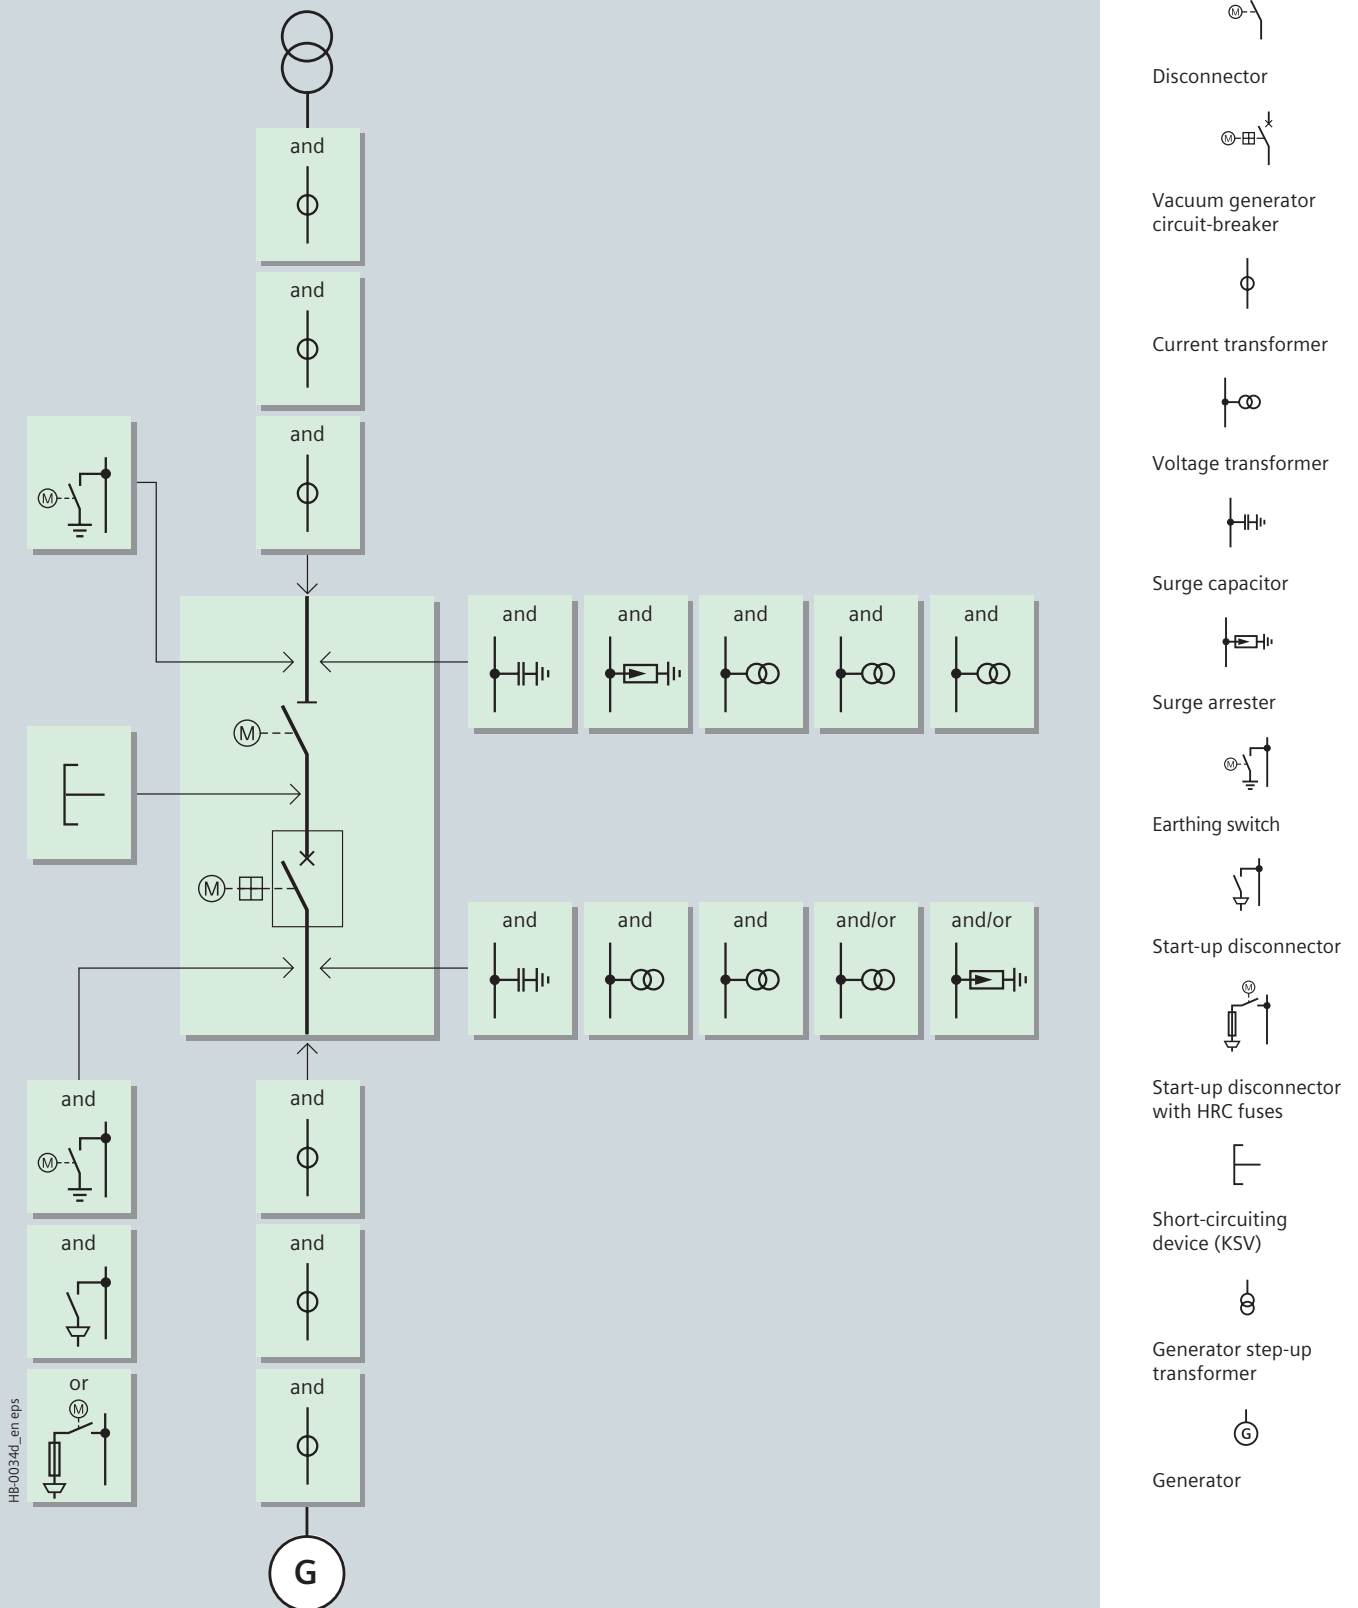 and
and
and
M
and
and
and
and
and
M
M
and
and
and
and/or
and/or
and
M
and
and
and
or
M
and
HB-0034d_en eps
G
M
Disconnector
M
Vacuum generator
circuit-breaker
Current transformer
Voltage transformer
Surge capacitor
Surge arrester
M
Earthing switch
Start-up disconnector
M
Start-up disconnector
with HRC fuses
Short-circuiting
device (KSV)
Generator step-up
transformer
G
Generator